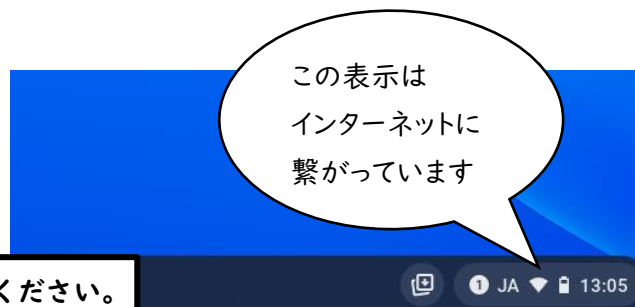 この表示は
インターネットに
繋がっています
ください。
1 JA 13:05